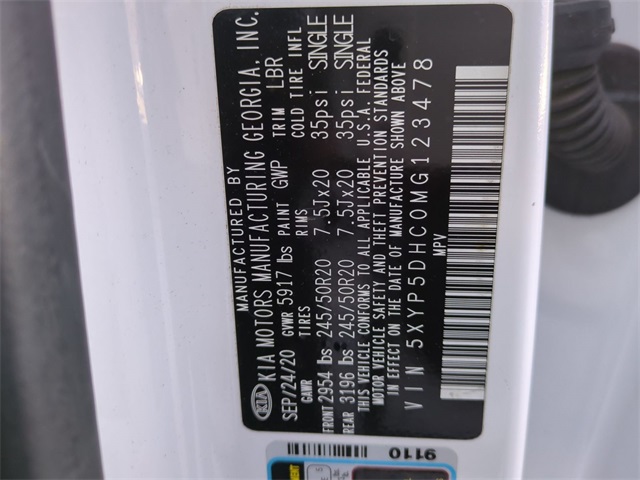 MANUFACTURED BY
KIA KIA MOTORS MANUFACTURING GEORGIA, INC.
SEP/24/20 GVWR 5917 lbs PAINT GWP TRIM LBR
GAWR TIRES RIMS COLD TIRE INFL
FRONT 2954 lbs 245/50R20 7.5Jx20 35psi SINGLE
REAR 3196 lbs 245/50R20 7.5Jx20 35psi SINGLE
THIS VEHICLE CONFORMS TO ALL APPLICABLE U.S.A. FEDERAL
MOTOR VEHICLE SAFETY AND THEFT PREVENTION STANDARDS
IN EFFECT ON THE DATE OF MANUFACTURE SHOWN ABOVE
VIN 5XYP5DHC0MG123478
MPV
9110